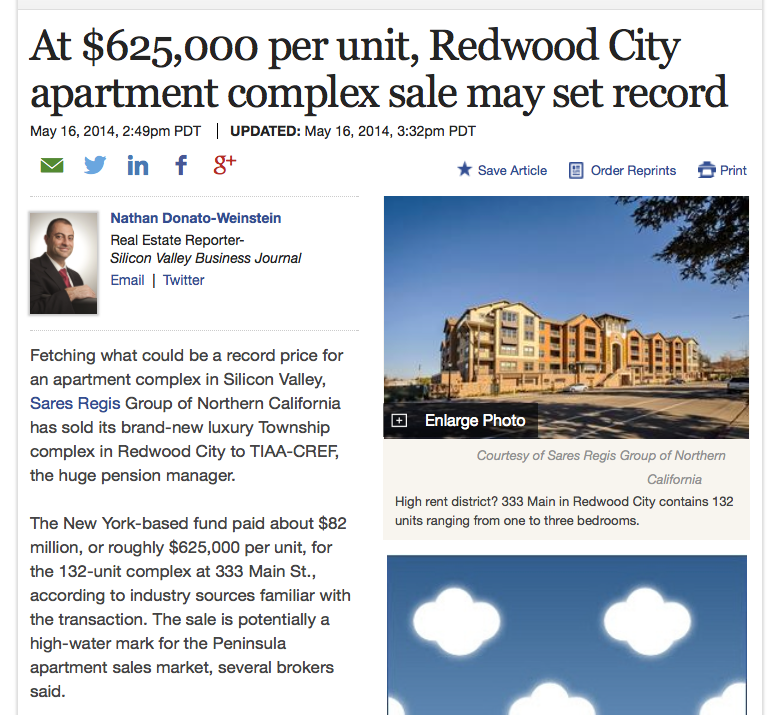 At $625,000 per unit, Redwood City
apartment complex sale may set record
May 16, 2014, 2:49pm PDT | UPDATED: May 16, 2014, 3:32pm PDT
Save Article Order Reprints Print
Nathan Donato-Weinstein
Real Estate Reporter-
Silicon Valley Business Journal
Email | Twitter
Fetching what could be a record price for
an apartment complex in Silicon Valley,
Sares Regis Group of Northern California
has sold its brand-new luxury Township
complex in Redwood City to TIAA-CREF,
the huge pension manager.
The New York-based fund paid about $82
million, or roughly $625,000 per unit, for
the 132-unit complex at 333 Main St.,
according to industry sources familiar with
the transaction. The sale is potentially a
high-water mark for the Peninsula
apartment sales market, several brokers
said.
Enlarge Photo
Courtesy of Sares Regis Group of Northern
California
High rent district? 333 Main in Redwood City contains 132
units ranging from one to three bedrooms.